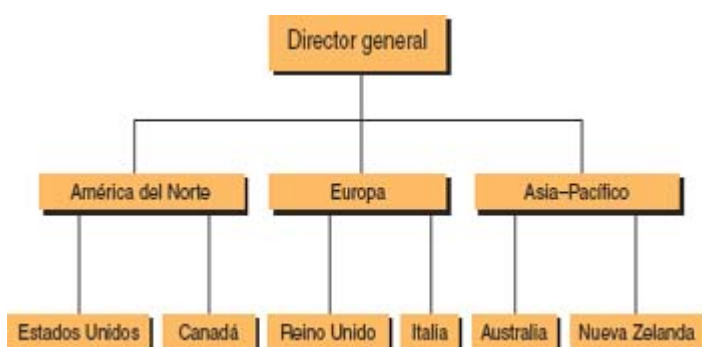 Director general
América del Norte
Europa
Asia–Pacífico
Estados Unidos
Canadá
Reino Unido
Italia
Australia
Nueva Zelanda